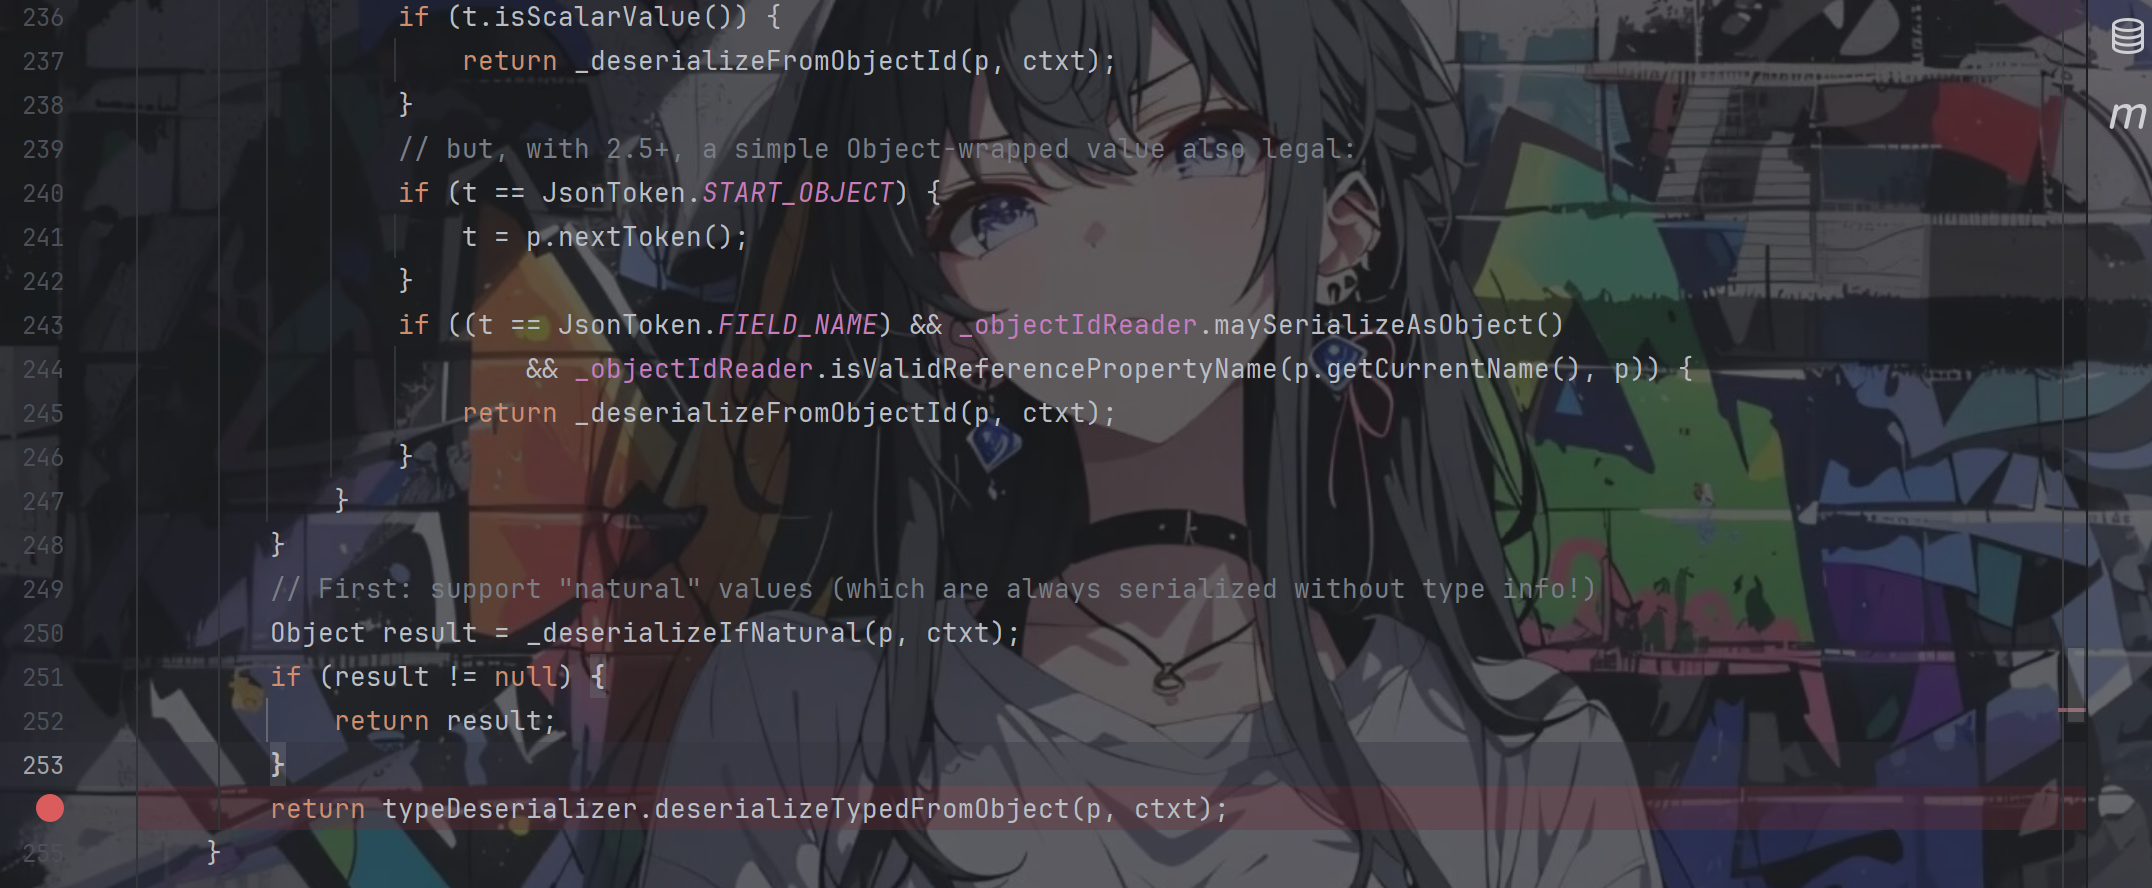 236 if (t.isScalarValue()) {
237 return _deserializeFromObjectId(p, ctxt);
238 }
239 // but, with 2.5+, a simple Object-wrapped value also legal:
240 if (t == JsonToken.START_OBJECT) {
241 t = p.nextToken();
242 }
243 if ((t == JsonToken.FIELD_NAME) && _objectIdReader.maySerializeAsObject()
244 && _objectIdReader.isValidReferencePropertyName(p.getCurrentName(), p)) {
245 return _deserializeFromObjectId(p, ctxt);
246 }
247 }
248 }
249 // First: support "natural" values (which are always serialized without type info!)
250 Object result = _deserializeIfNatural(p, ctxt);
251 if (result != null) {
252 return result;
253 }
return typeDeserializer.deserializeTypedFromObject(p, ctxt);
255 }
m